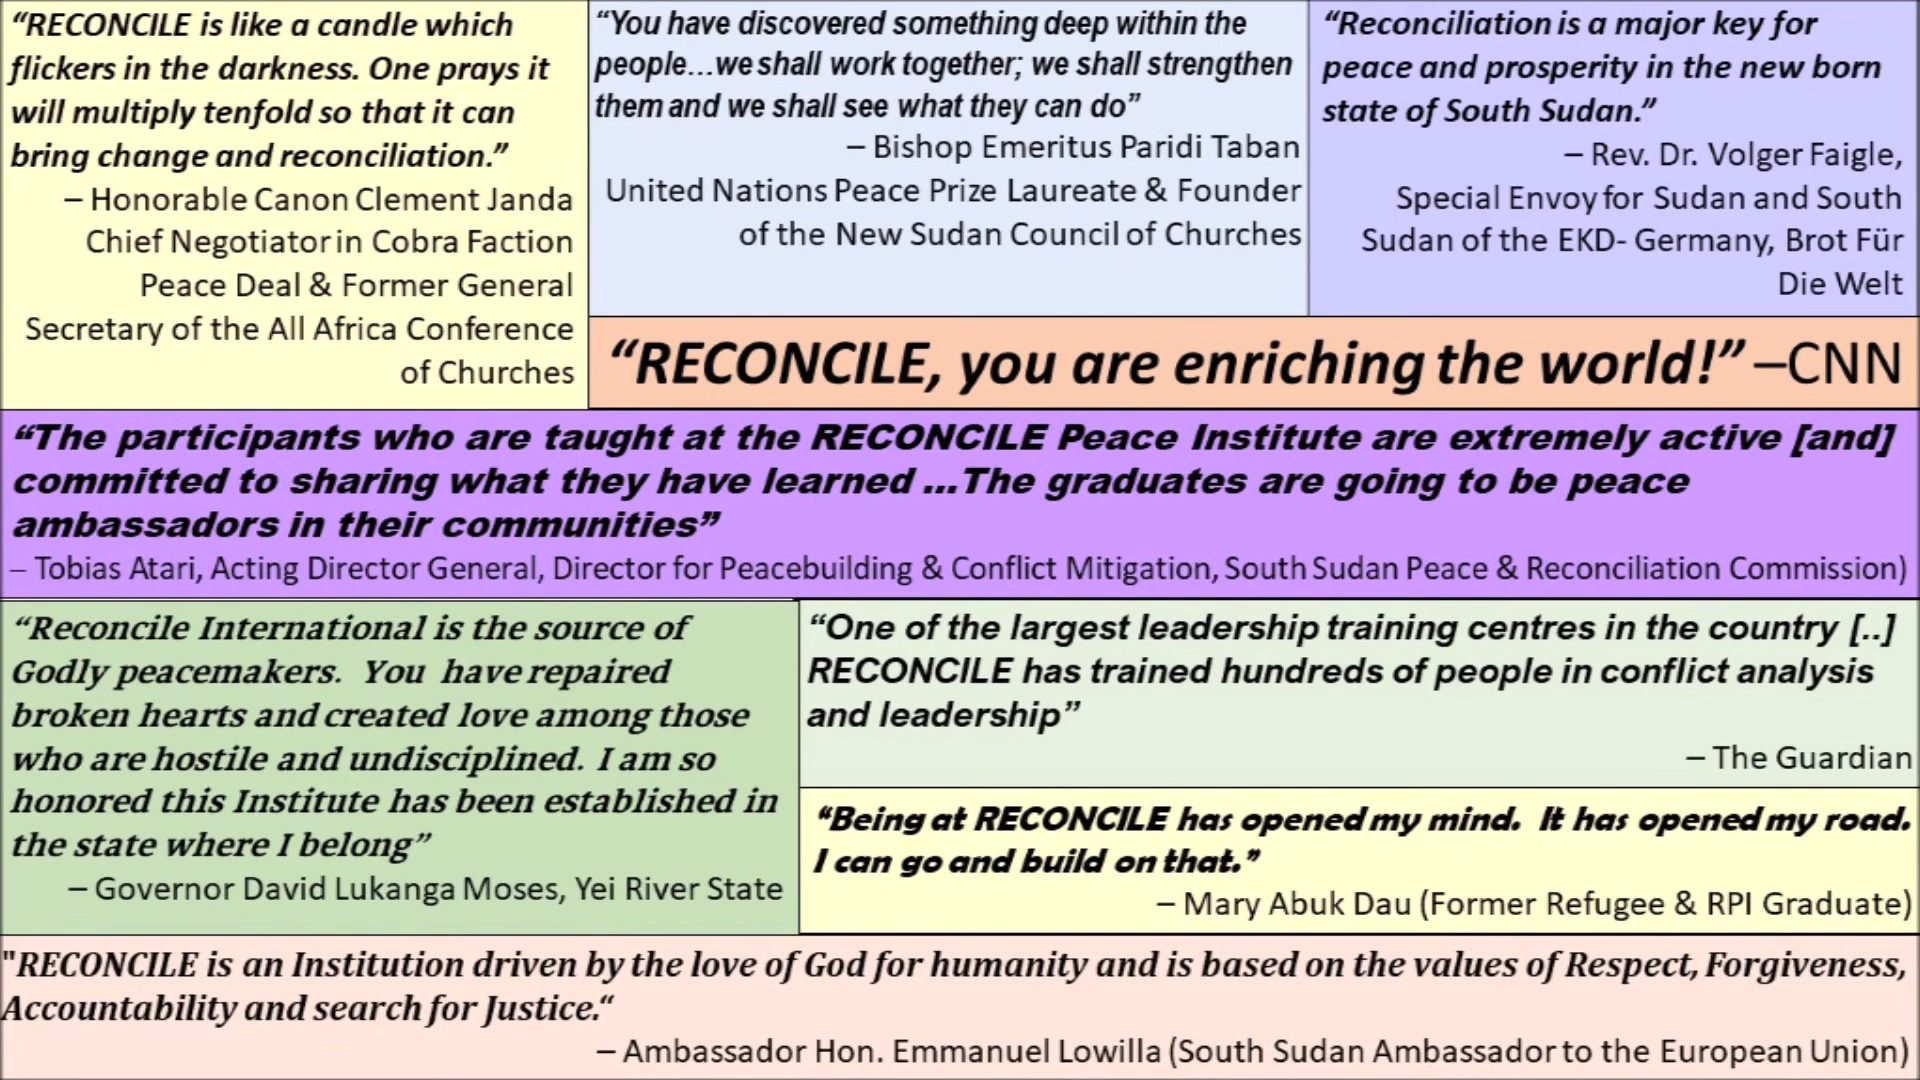 “RECONCILE is like a candle which
flickers in the darkness. One prays it
will multiply tenfold so that it can
bring change and reconciliation.”
– Honorable Canon Clement Janda
Chief Negotiator in Cobra Faction
Peace Deal & Former General
Secretary of the All Africa Conference
of Churches
“You have discovered something deep within the
people…we shall work together; we shall strengthen
them and we shall see what they can do”
– Bishop Emeritus Paridi Taban
United Nations Peace Prize Laureate & Founder
of the New Sudan Council of Churches
“Reconciliation is a major key for
peace and prosperity in the new born
state of South Sudan.”
– Rev. Dr. Volger Faigle,
Special Envoy for Sudan and South
Sudan of the EKD- Germany, Brot Für
Die Welt
“RECONCILE, you are enriching the world!” –CNN
“The participants who are taught at the RECONCILE Peace Institute are extremely active [and]
committed to sharing what they have learned …The graduates are going to be peace
ambassadors in their communities”
– Tobias Atari, Acting Director General, Director for Peacebuilding & Conflict Mitigation, South Sudan Peace & Reconciliation Commission)
“Reconcile International is the source of
Godly peacemakers. You have repaired
broken hearts and created love among those
who are hostile and undisciplined. I am so
honored this Institute has been established in
the state where I belong”
– Governor David Lukanga Moses, Yei River State
“One of the largest leadership training centres in the country [..]
RECONCILE has trained hundreds of people in conflict analysis
and leadership”
– The Guardian
“Being at RECONCILE has opened my mind. It has opened my road.
I can go and build on that.”
– Mary Abuk Dau (Former Refugee & RPI Graduate)
"RECONCILE is an Institution driven by the love of God for humanity and is based on the values of Respect, Forgiveness,
Accountability and search for Justice.“
– Ambassador Hon. Emmanuel Lowilla (South Sudan Ambassador to the European Union)